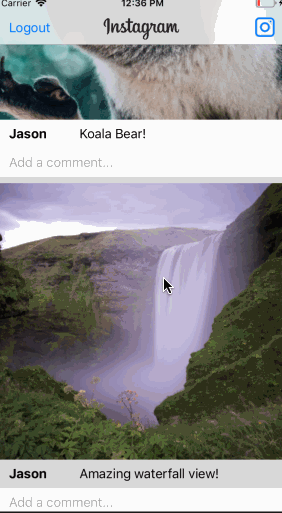 Carrier 12:36 PM
Logout Instagram
Jason Koala Bear!
Add a comment...
Jason Amazing waterfall view!
Add a comment...